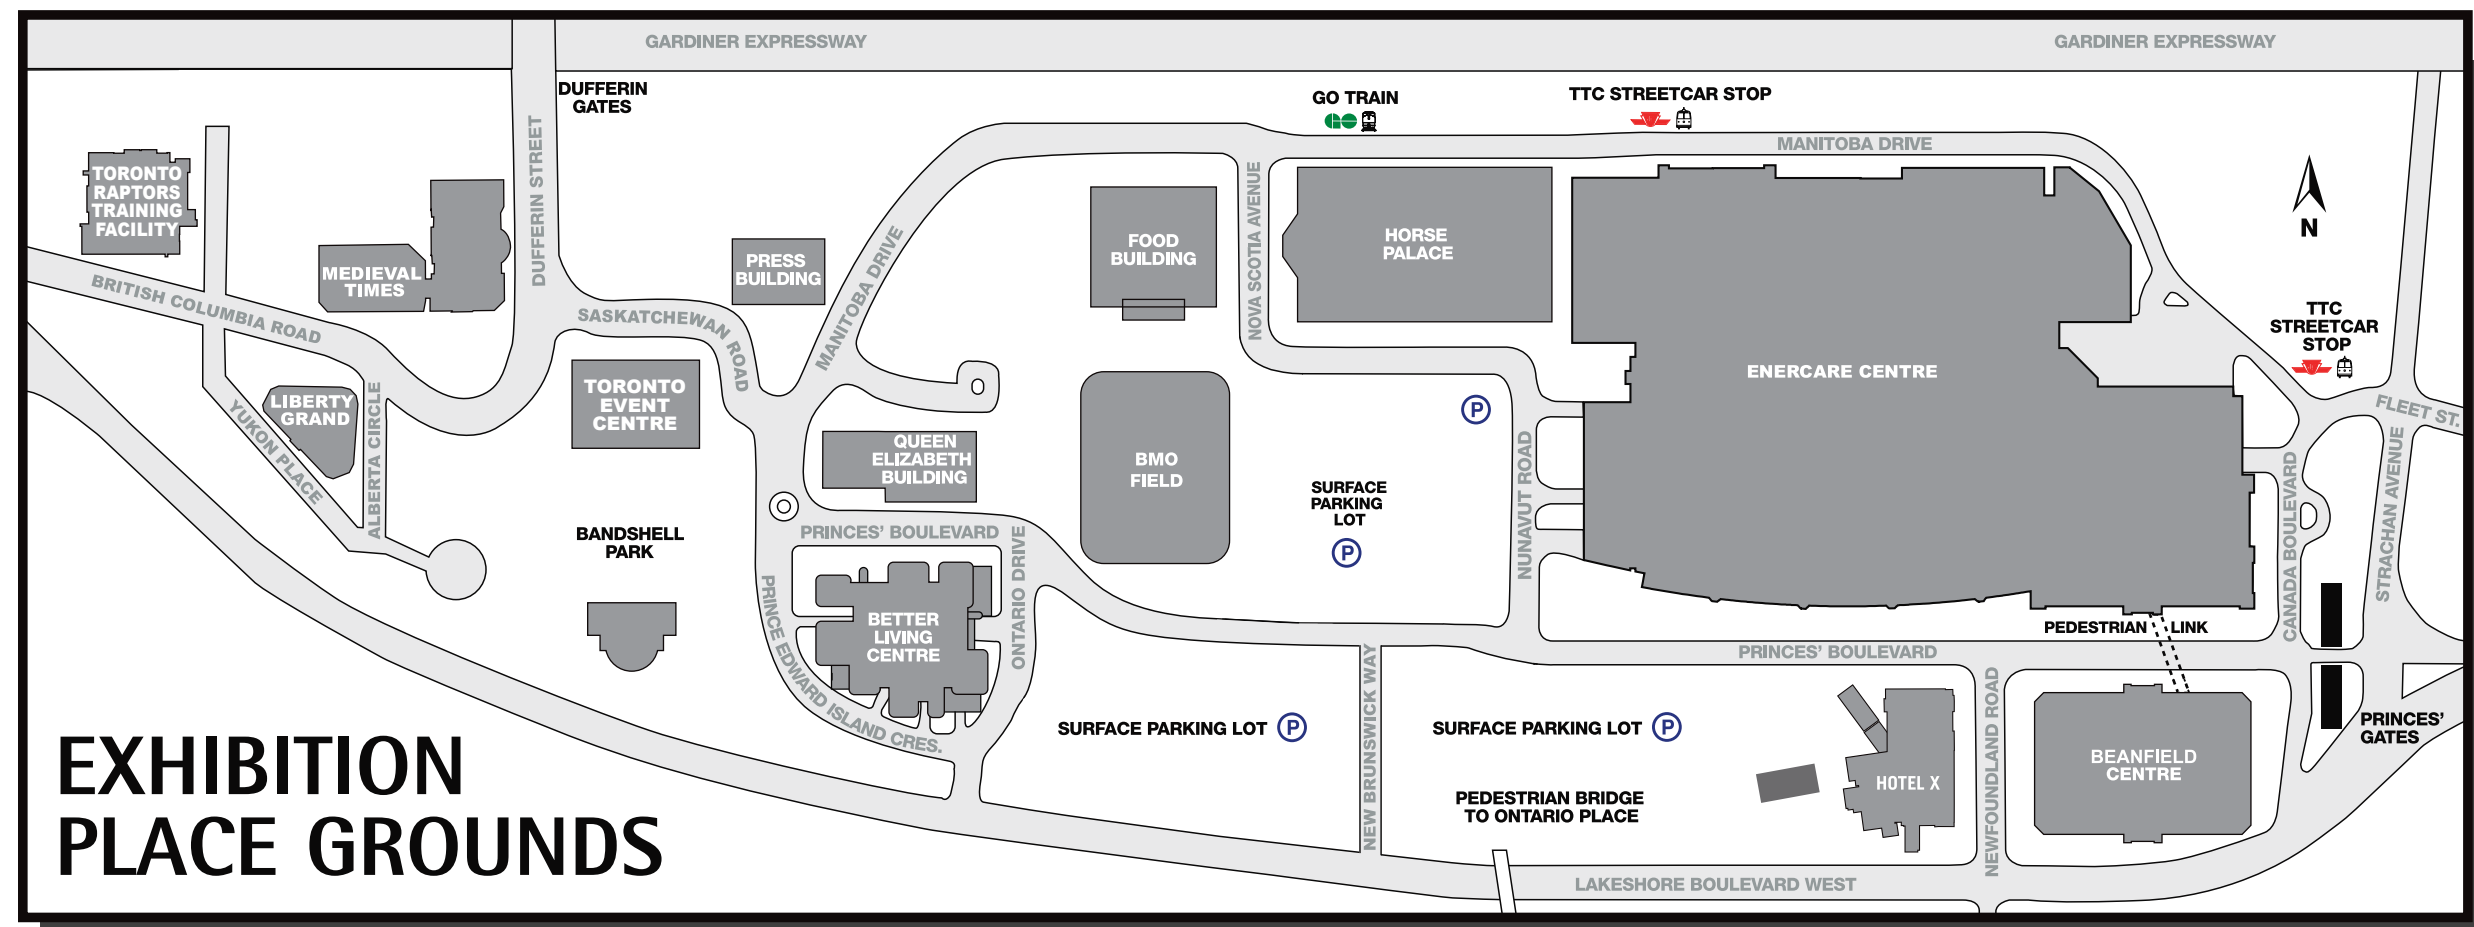 GARDINER EXPRESSWAY
GARDINER EXPRESSWAY
DUFFERIN
GATES
GO TRAIN
GO
TTC STREETCAR STOP
MANITOBA DRIVE
DUFFERIN STREET
TORONTO
RAPTORS
TRAINING
FACILITY
MEDIEVAL
TIMES
PRESS
BUILDING
MANITOBA DRIVE
FOOD
BUILDING
NOVA SCOTIA AVENUE
HORSE
PALACE
N
BRITISH COLUMBIA ROAD
SASKATCHEWAN ROAD
TTC
STREETCAR
STOP
ENERCARE CENTRE
LIBERTY
GRAND
YUKON PLACE
ALBERTA CIRCLE
TORONTO
EVENT
CENTRE
QUEEN
ELIZABETH
BUILDING
BMO
FIELD
P
SURFACE
PARKING
LOT
P
NUNAVUT ROAD
FLEET ST.
STRACHAN AVENUE
CANADA BOULEVARD
BANDSHELL
PARK
PRINCES' BOULEVARD
ONTARIO DRIVE
PRINCE EDWARD ISLAND CRES.
BETTER
LIVING
CENTRE
PEDESTRIAN LINK
PRINCES' BOULEVARD
NEW BRUNSWICK WAY
NEWFOUNDLAND ROAD
SURFACE PARKING LOT P
SURFACE PARKING LOT P
PRINCES'
GATES
HOTEL X
BEANFIELD
CENTRE
PEDESTRIAN BRIDGE
TO ONTARIO PLACE
LAKESHORE BOULEVARD WEST
EXHIBITION
PLACE GROUNDS